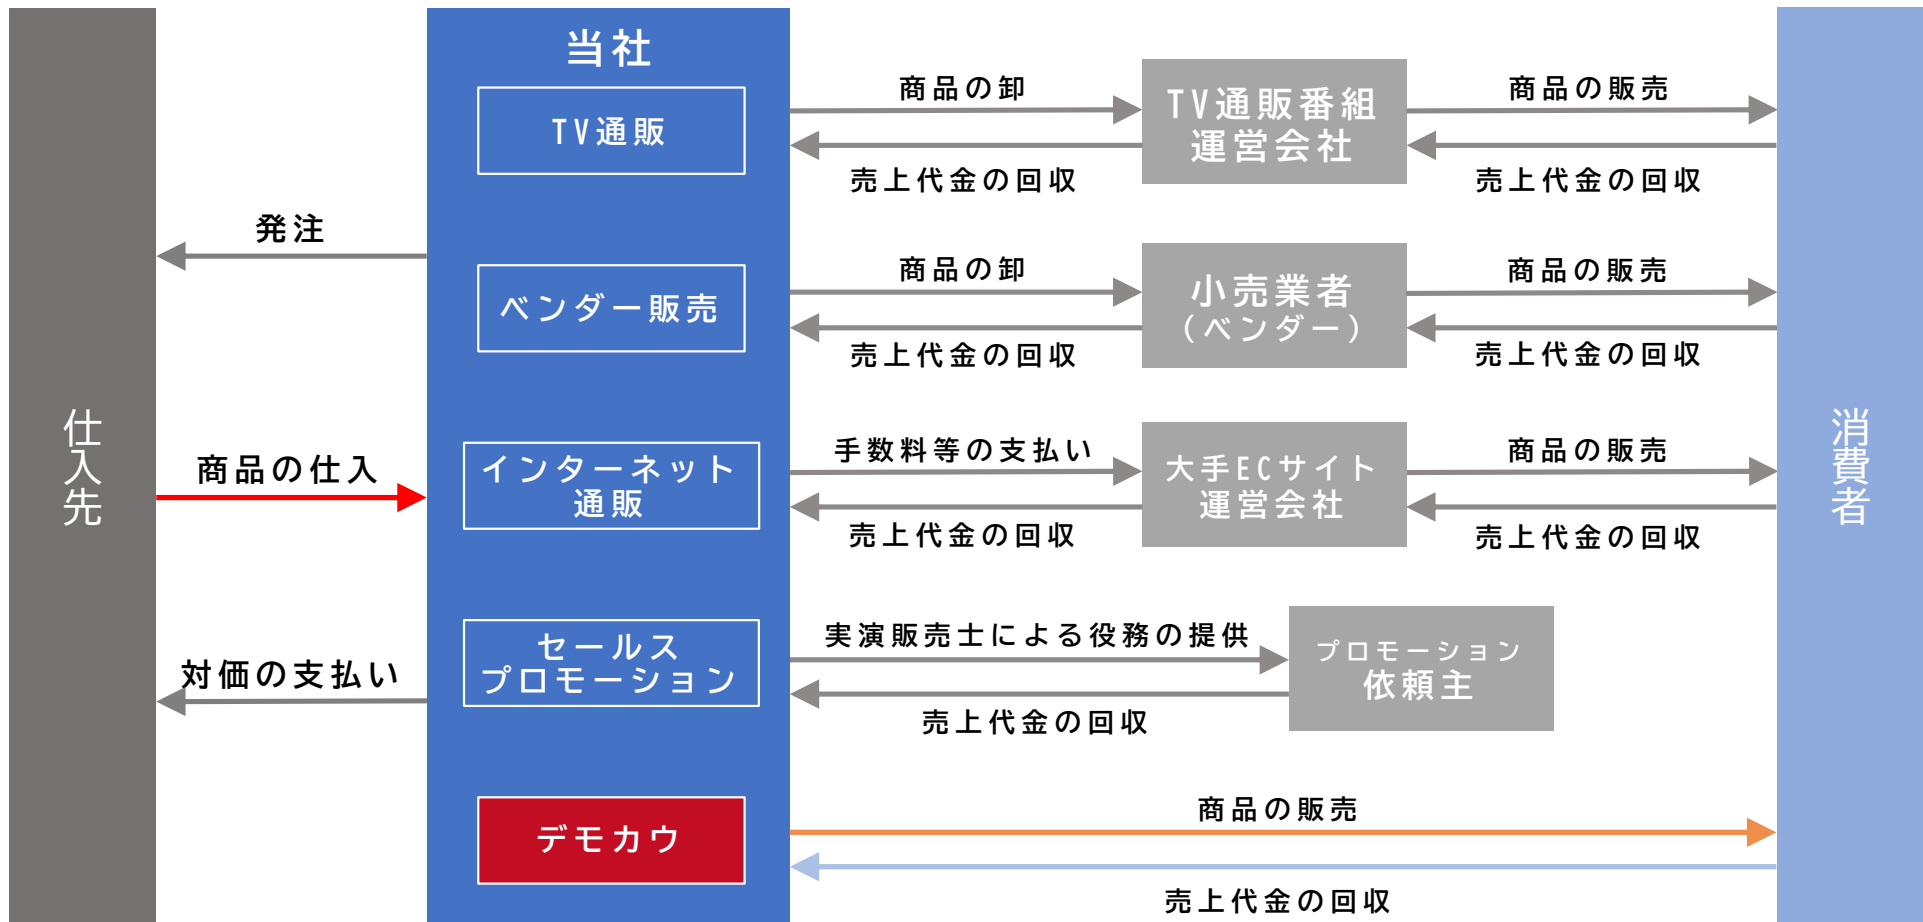 仕入先
発注
商品の仕入
対価の支払い
当社
TV通販
ベンダー販売
インターネット
通販
セールス
プロモーション
デモカウ
商品の卸
売上代金の回収
TV通販番組
運営会社
商品の販売
売上代金の回収
商品の卸
売上代金の回収
小売業者
(ベンダー)
商品の販売
売上代金の回収
手数料等の支払い
売上代金の回収
大手ECサイト
運営会社
商品の販売
売上代金の回収
実演販売士による役務の提供
売上代金の回収
プロモーション
依頼主
商品の販売
売上代金の回収
消費者